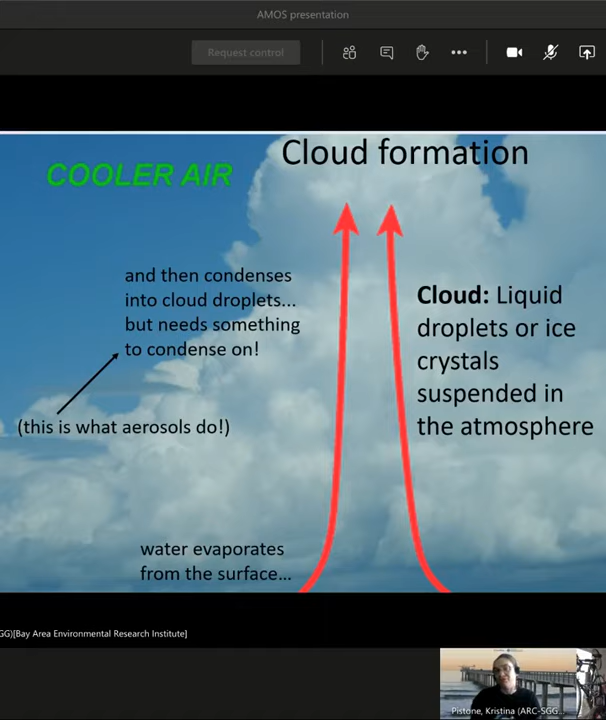 AMOS presentation
Request control
Cloud formation
COOLER AIR
and then condenses
into cloud droplets...
but needs something
to condense on!
(this is what aerosols do!)
Cloud: Liquid
droplets or ice
crystals
suspended in
the atmosphere
water evaporates
from the surface...
GG)[Bay Area Environmental Research Institute]
Pistone, Kristina (ARC-SGG...